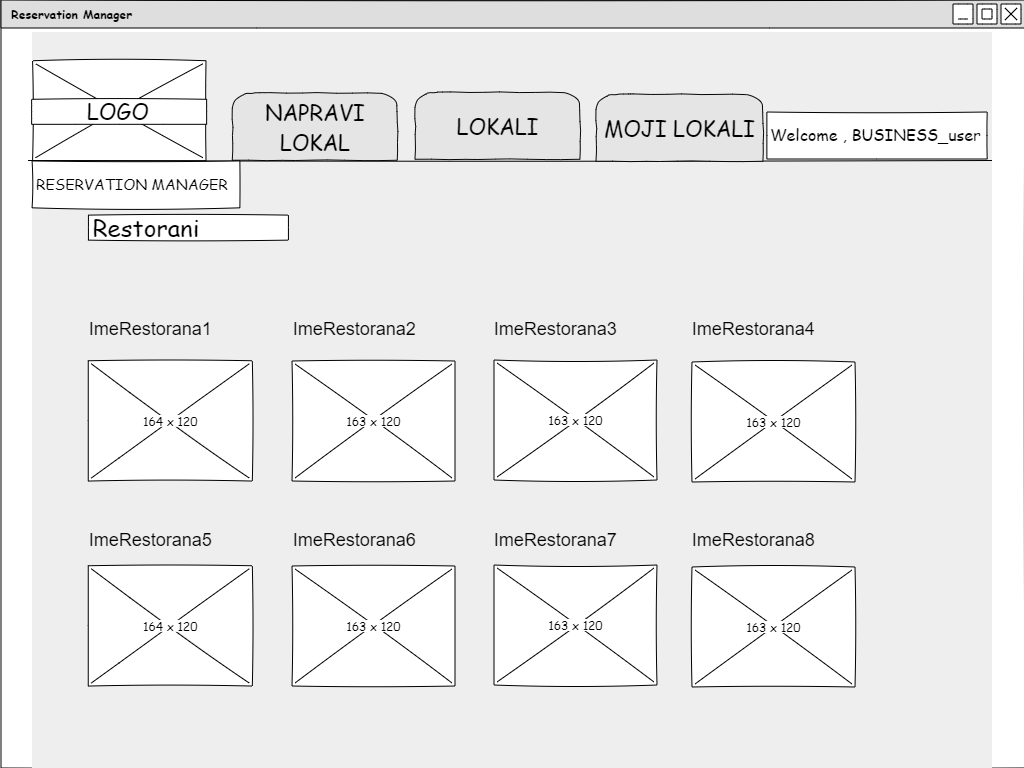 Reservation Manager
LOGO
NAPRAVI
LOKAL
LOKALI
MOJI LOKALI
Welcome , BUSINESS_user
RESERVATION MANAGER
Restorani
ImeRestorana1
ImeRestorana2
ImeRestorana3
ImeRestorana4
164 x 120
163 x 120
163 x 120
163 x 120
ImeRestorana5
ImeRestorana6
ImeRestorana7
ImeRestorana8
164 x 120
163 x 120
163 x 120
163 x 120